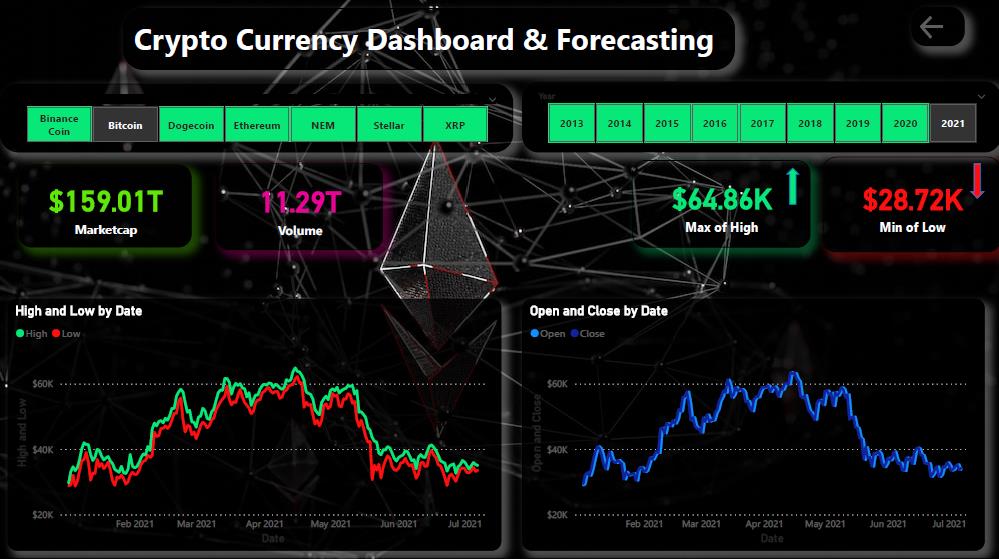 Crypto Currency Dashboard & Forecasting
Binance
Coin
Bitcoin
Dogecoin
Ethereum
NEM
Stellar
XRP
Year
2013
2014
2015
2016
2017
2018
2019
2020
2021
$159.01T
Marketcap
11.29T
Volume
$64.86K
Max of High
$28.72K
Min of Low
High and Low by Date
High
Low
High and Low
$60K
$40K
$20K
Feb 2021
Mar 2021
Apr 2021
May 2021
Jun 2021
Jul 2021
Date
Open and Close by Date
Open
Close
Open and Close
$60K
$40K
$20K
Feb 2021
Mar 2021
Apr 2021
May 2021
Jun 2021
Jul 2021
Date